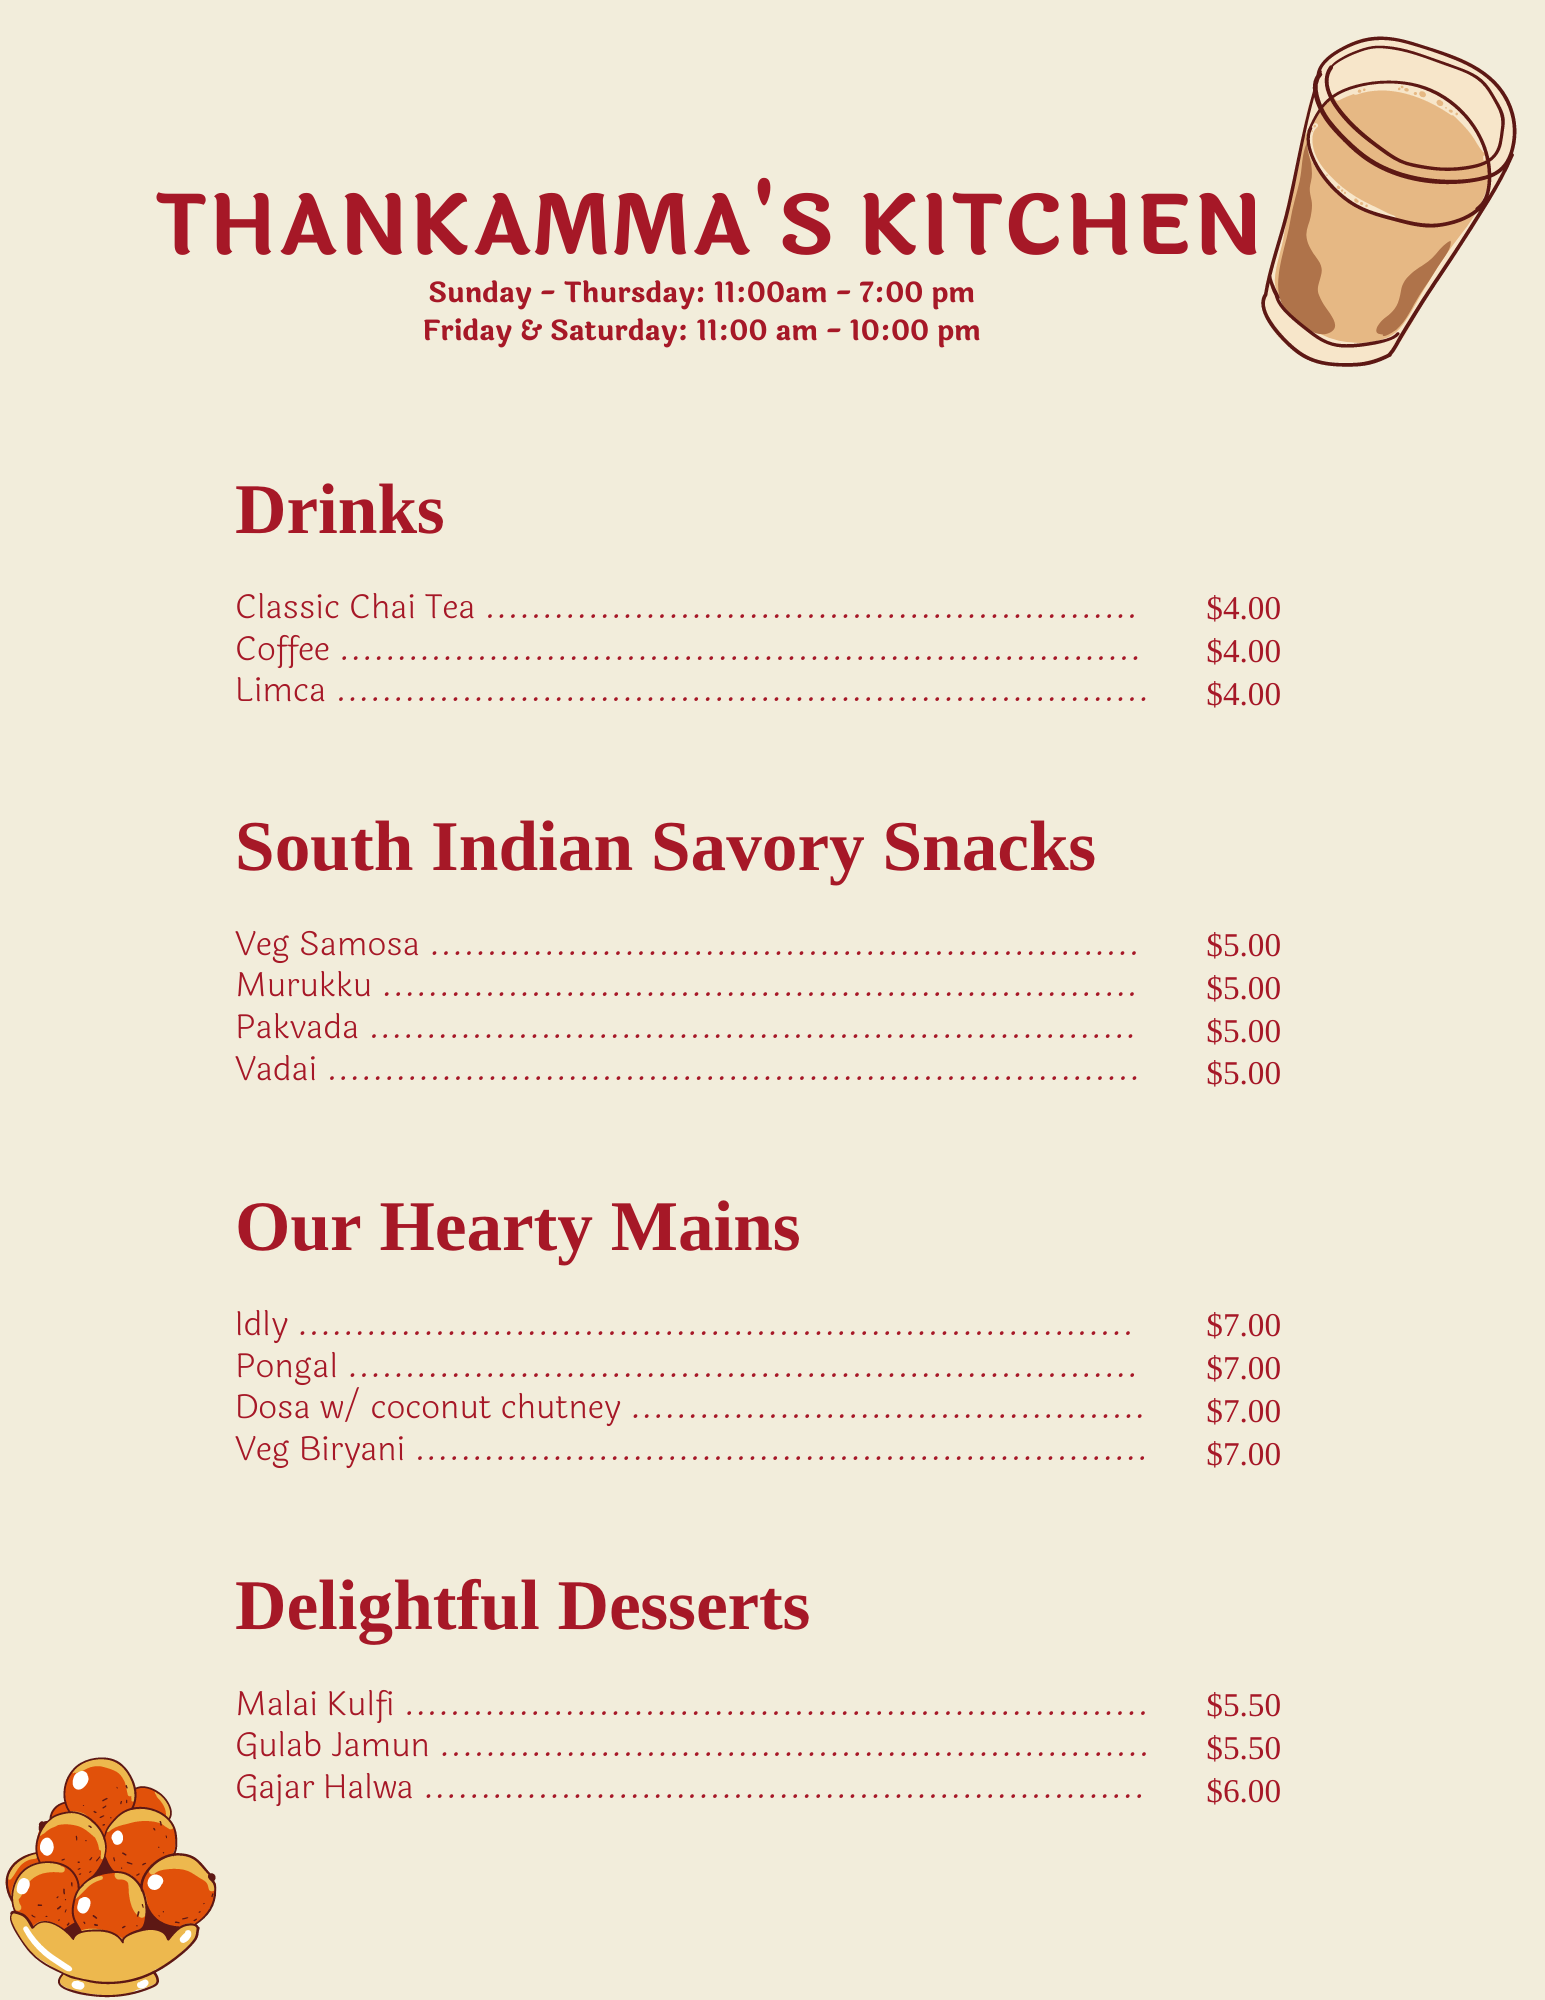 THANKAMMA'S KITCHEN
Sunday - Thursday: 11:00am - 7:00 pm
Friday & Saturday: 11:00 am - 10:00 pm
Drinks
Classic Chai Tea ........................................................ $4.00
Coffee ..................................................................... $4.00
Limca ...................................................................... $4.00
South Indian Savory Snacks
Veg Samosa ............................................................. $5.00
Murukku ................................................................. $5.00
Pakvada .................................................................. $5.00
Vadai ...................................................................... $5.00
Our Hearty Mains
Idly ........................................................................ $7.00
Pongal .................................................................... $7.00
Dosa w/ coconut chutney ............................................ $7.00
Veg Biryani ............................................................... $7.00
Delightful Desserts
Malai Kulfi ................................................................ $5.50
Gulab Jamun ............................................................. $5.50
Gajar Halwa .............................................................. $6.00